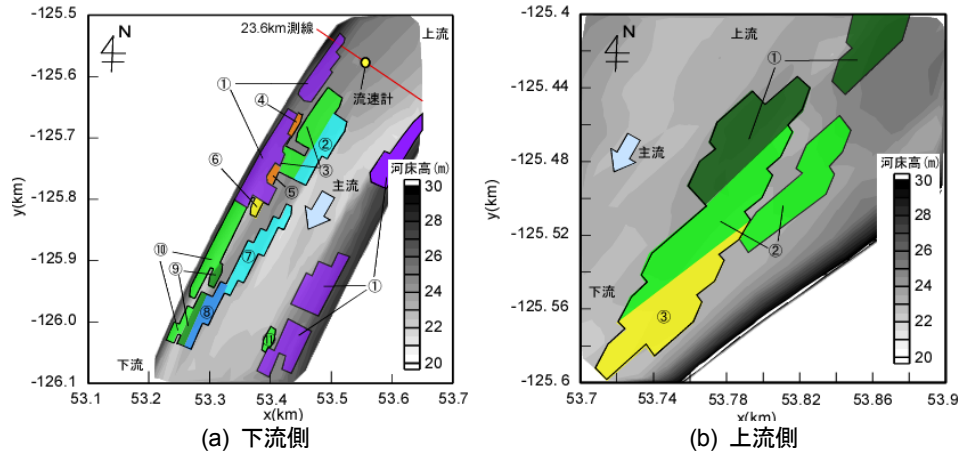 -125.5
-125.6
-125.7
-125.8
-125.9
-126.0
-126.1
y(km)
53.1
53.2
53.3
53.4
53.5
53.6
53.7
x(km)
N
23.6km測線
上流
流速計
①
④
②
③
⑥
⑤
主流
⑦
①
⑩
⑨
⑧
①
下流
河床高(m)
30
28
26
24
22
20
(a) 下流側
-125.4
-125.44
-125.48
-125.52
-125.56
-125.6
y(km)
53.7
53.74
53.78
53.82
53.86
53.9
x(km)
N
上流
①
主流
②
下流
③
河床高(m)
30
28
26
24
22
20
(b) 上流側